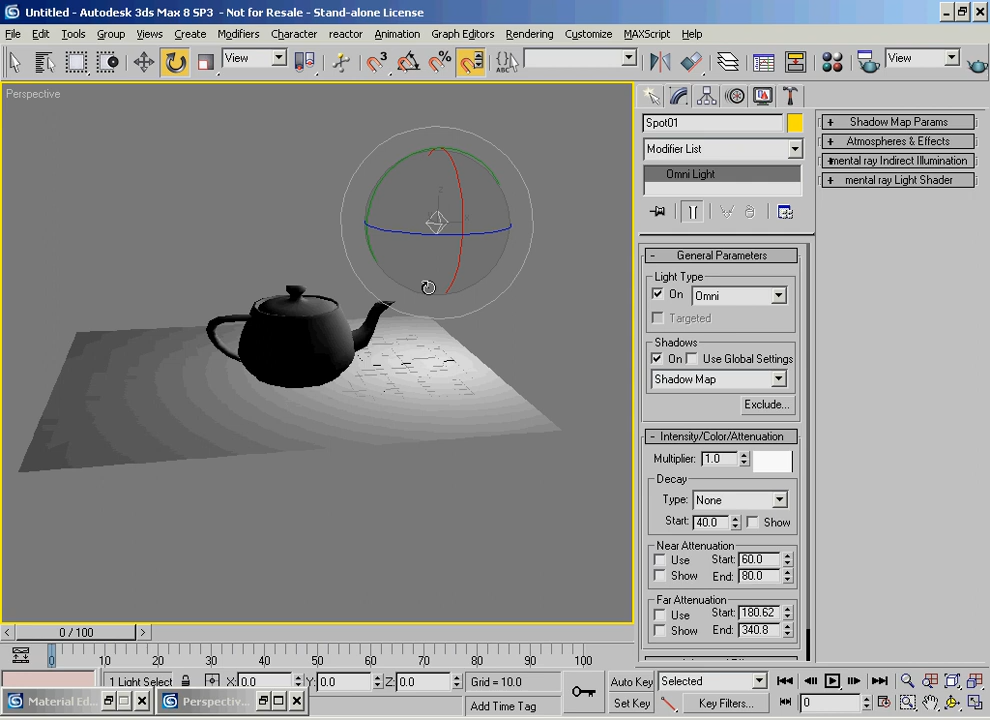 Untitled - Autodesk 3ds Max 8 SP3 - Not for Resale - Stand-alone License
File Edit Tools Group Views Create Modifiers Character reactor Animation Graph Editors Rendering Customize MAXScript Help
View 3 % ABC View
Perspective
Spot01
Modifier List
Omni Light
- General Parameters
Light Type
On Omni
Targeted
Shadows
On Use Global Settings
Shadow Map
Exclude...
- Intensity/Color/Attenuation
Multiplier: 1.0
Decay
Type: None
Start: 40.0 Show
Near Attenuation
Use Start: 60.0
Show End: 80.0
Far Attenuation
Use Start: 180.62
Show End: 340.8
+ Shadow Map Params
+ Atmospheres & Effects
+ mental ray Indirect Illumination
+ mental ray Light Shader
Z
x
< 0 / 100 >
0 10 20 30 40 50 60 70 80 90 100
1 Light Select X: 0.0 Y: 0.0 Z: 0.0 Grid = 10.0 Auto Key Selected
Material Ed... Perspectiv... Add Time Tag Set Key Key Filters... 0